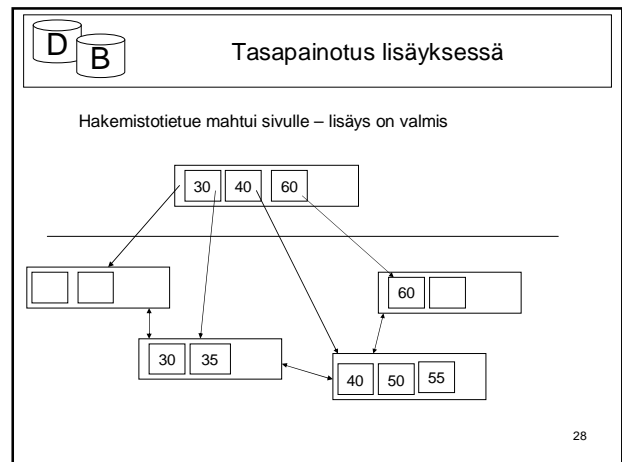 D B
Tasapainotus lisäyksessä
Hakemistotietue mahtui sivulle – lisäys on valmis
30 40 60
60
30 35
40 50 55
28